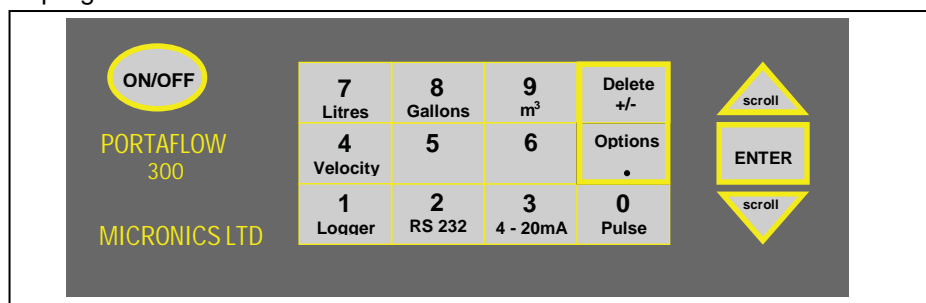 ON/OFF
PORTAFLOW
300
MICRONICS LTD
7 8 9 Delete
Litres Gallons m³ +/-
4 5 6 Options
Velocity •
1 2 3 0
Logger RS 232 4 - 20mA Pulse
scroll
ENTER
scroll